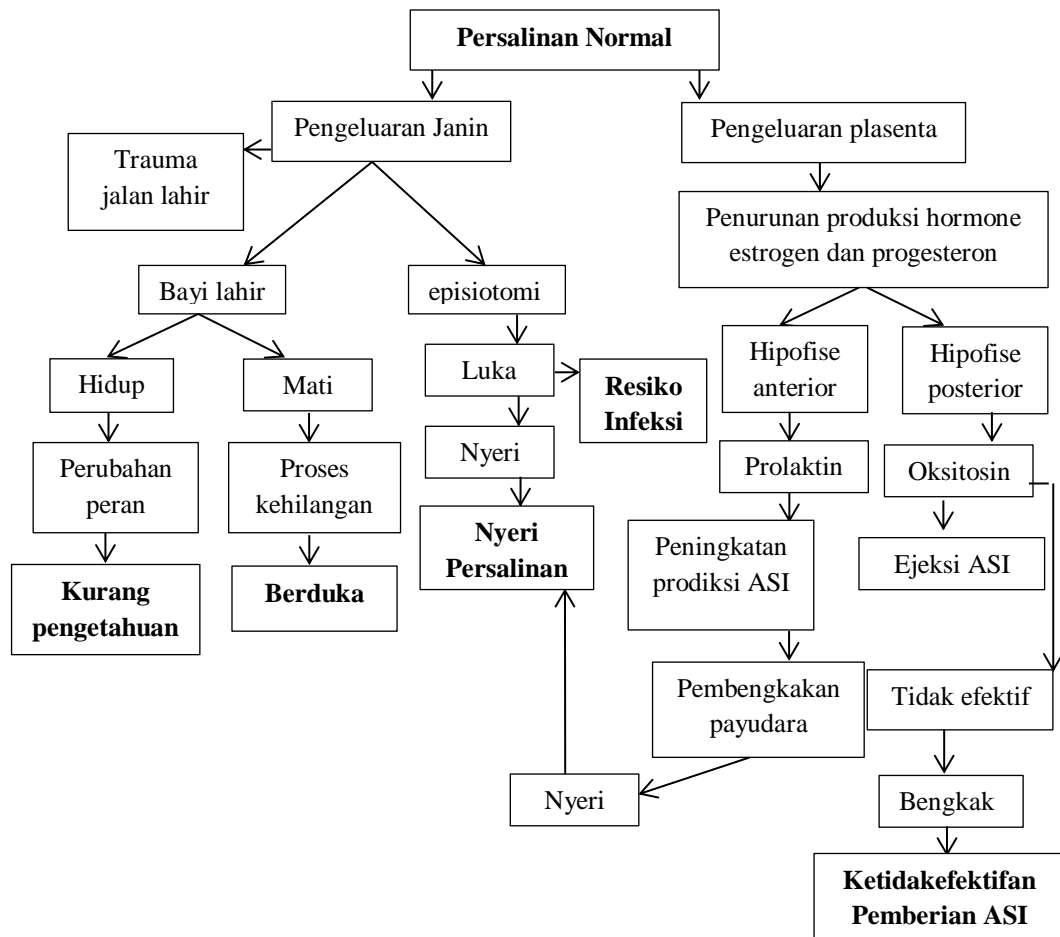 Persalinan Normal
Pengeluaran Janin
Pengeluaran plasenta
Trauma
jalan lahir
Penurunan produksi hormone
estrogen dan progesteron
Bayi lahir
episiotomi
Hipofise
anterior
Hipofise
posterior
Hidup
Mati
Luka
Resiko
Infeksi
Perubahan
peran
Proses
kehilangan
Nyeri
Prolaktin
Oksitosin
Kurang
pengetahuan
Berduka
Nyeri
Persalinan
Peningkatan
prodiksi ASI
Ejeksi ASI
Pembengkakan
payudara
Tidak efektif
Nyeri
Bengkak
Ketidakefektifan
Pemberian ASI